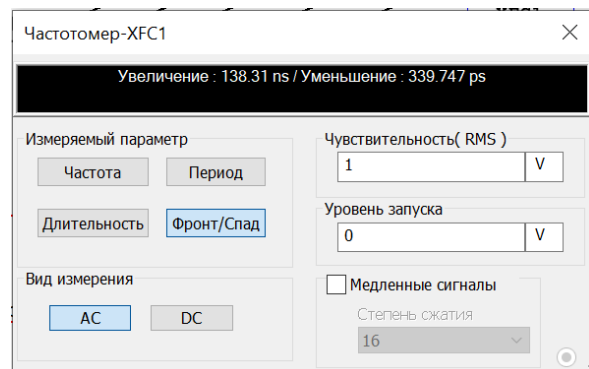 Частотомер-XFC1
Увеличение : 138.31 ns / Уменьшение : 339.747 ps
Измеряемый параметр
Частота
Период
Длительность
Фронт/Спад
Чувствительность( RMS )
1 V
Уровень запуска
0 V
Вид измерения
AC
DC
Медленные сигналы
Степень сжатия
16